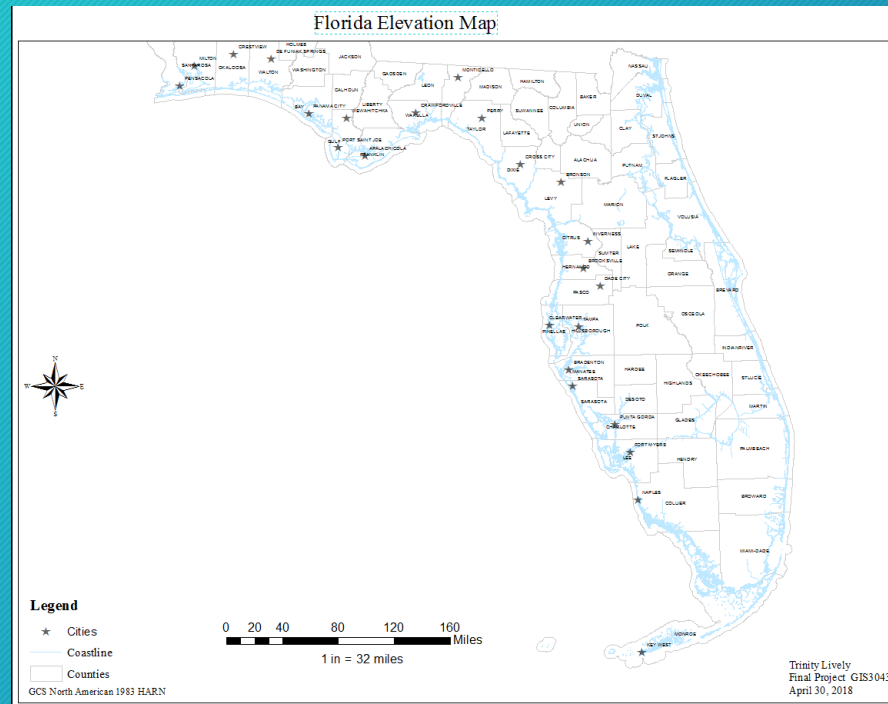 Florida Elevation Map
CRESTVIEW
HOLMES
MILTON
DE FUNIAK SPRINGS
SANTA ROSA
OKALOOSA
WALTON
JACKSON
WASHINGTON
PENSACOLA
GADSDEN
MONTICELLO
LEON
MADISON
HAMILTON
NASSAU
CALHOUN
BAY
PANAMA CITY
LIBERTY
WEWAHITCHKA
CRAWFORDVILLE
WAKULLA
PERRY
SUWANNEE
COLUMBIA
BAKER
DUVAL
TAYLOR
LAFAYETTE
UNION
CLAY
ST JOHNS
GULF
PORT SAINT JOE
APALACHICOLA
FRANKLIN
DIXIE
CROSS CITY
ALACHUA
PUTNAM
BRONSON
FLAGLER
LEVY
MARION
VOLUSIA
CITRUS
INVERNESS
SUMTER
LAKE
SEMINOLE
HERNANDO
BROOKSVILLE
DADE CITY
ORANGE
PASCO
BREVARD
CLEARWATER
TAMPA
PINELLAS
HILLSBOROUGH
POLK
OSCEOLA
INDIAN RIVER
BRADENTON
MANATEE
SARASOTA
HARDEE
HIGHLANDS
OKEECHOBEE
ST LUCIE
SARASOTA
DESOTO
MARTIN
PUNTA GORDA
CHARLOTTE
GLADES
FORT MYERS
LEE
HENDRY
PALM BEACH
NAPLES
COLLIER
BROWARD
MIAMI-DADE
MONROE
KEY WEST
N
W
E
S
Legend
Cities
Coastline
Counties
GCS North American 1983 HARN
0 20 40 80 120 160
Miles
1 in = 32 miles
Trinity Lively
Final Project GIS3043
April 30, 2018